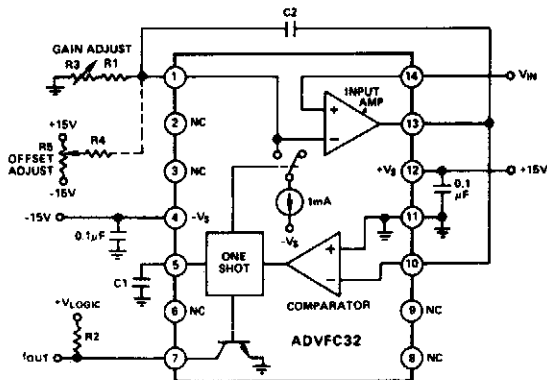 C2
GAIN ADJUST
R3
R1
1
14
VIN
INPUT
AMP
+
−
2
NC
13
+15V
R5
OFFSET
ADJUST
-15V
R4
3
NC
+VS
12
+15V
0.1
µF
1mA
-VS
-15V
4
-VS
0.1µF
11
+
−
5
C1
ONE
SHOT
COMPARATOR
10
+VLOGIC
R2
6
NC
9
NC
ADVFC32
fOUT
7
8
NC